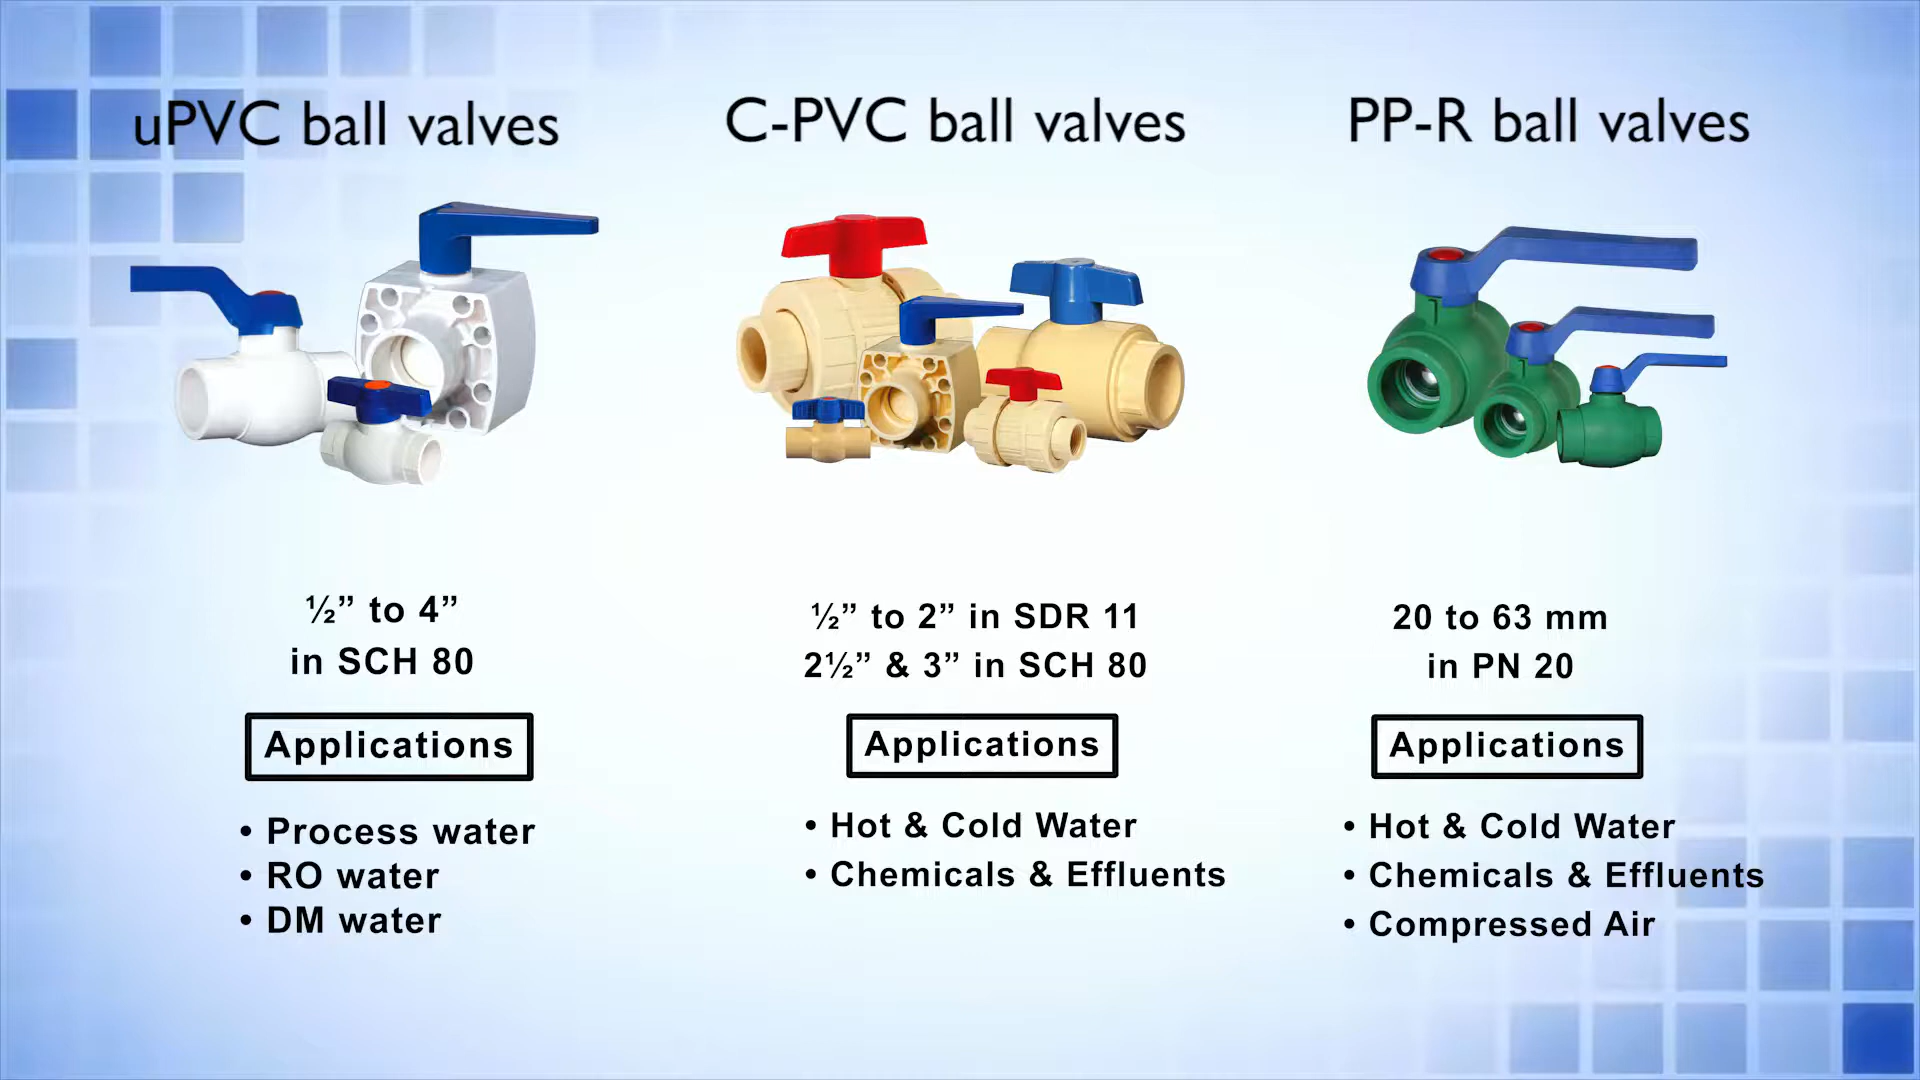 uPVC ball valves
½” to 4”
in SCH 80
Applications
• Process water
• RO water
• DM water
C-PVC ball valves
½” to 2” in SDR 11
2½” & 3” in SCH 80
Applications
• Hot & Cold Water
• Chemicals & Effluents
PP-R ball valves
20 to 63 mm
in PN 20
Applications
• Hot & Cold Water
• Chemicals & Effluents
• Compressed Air